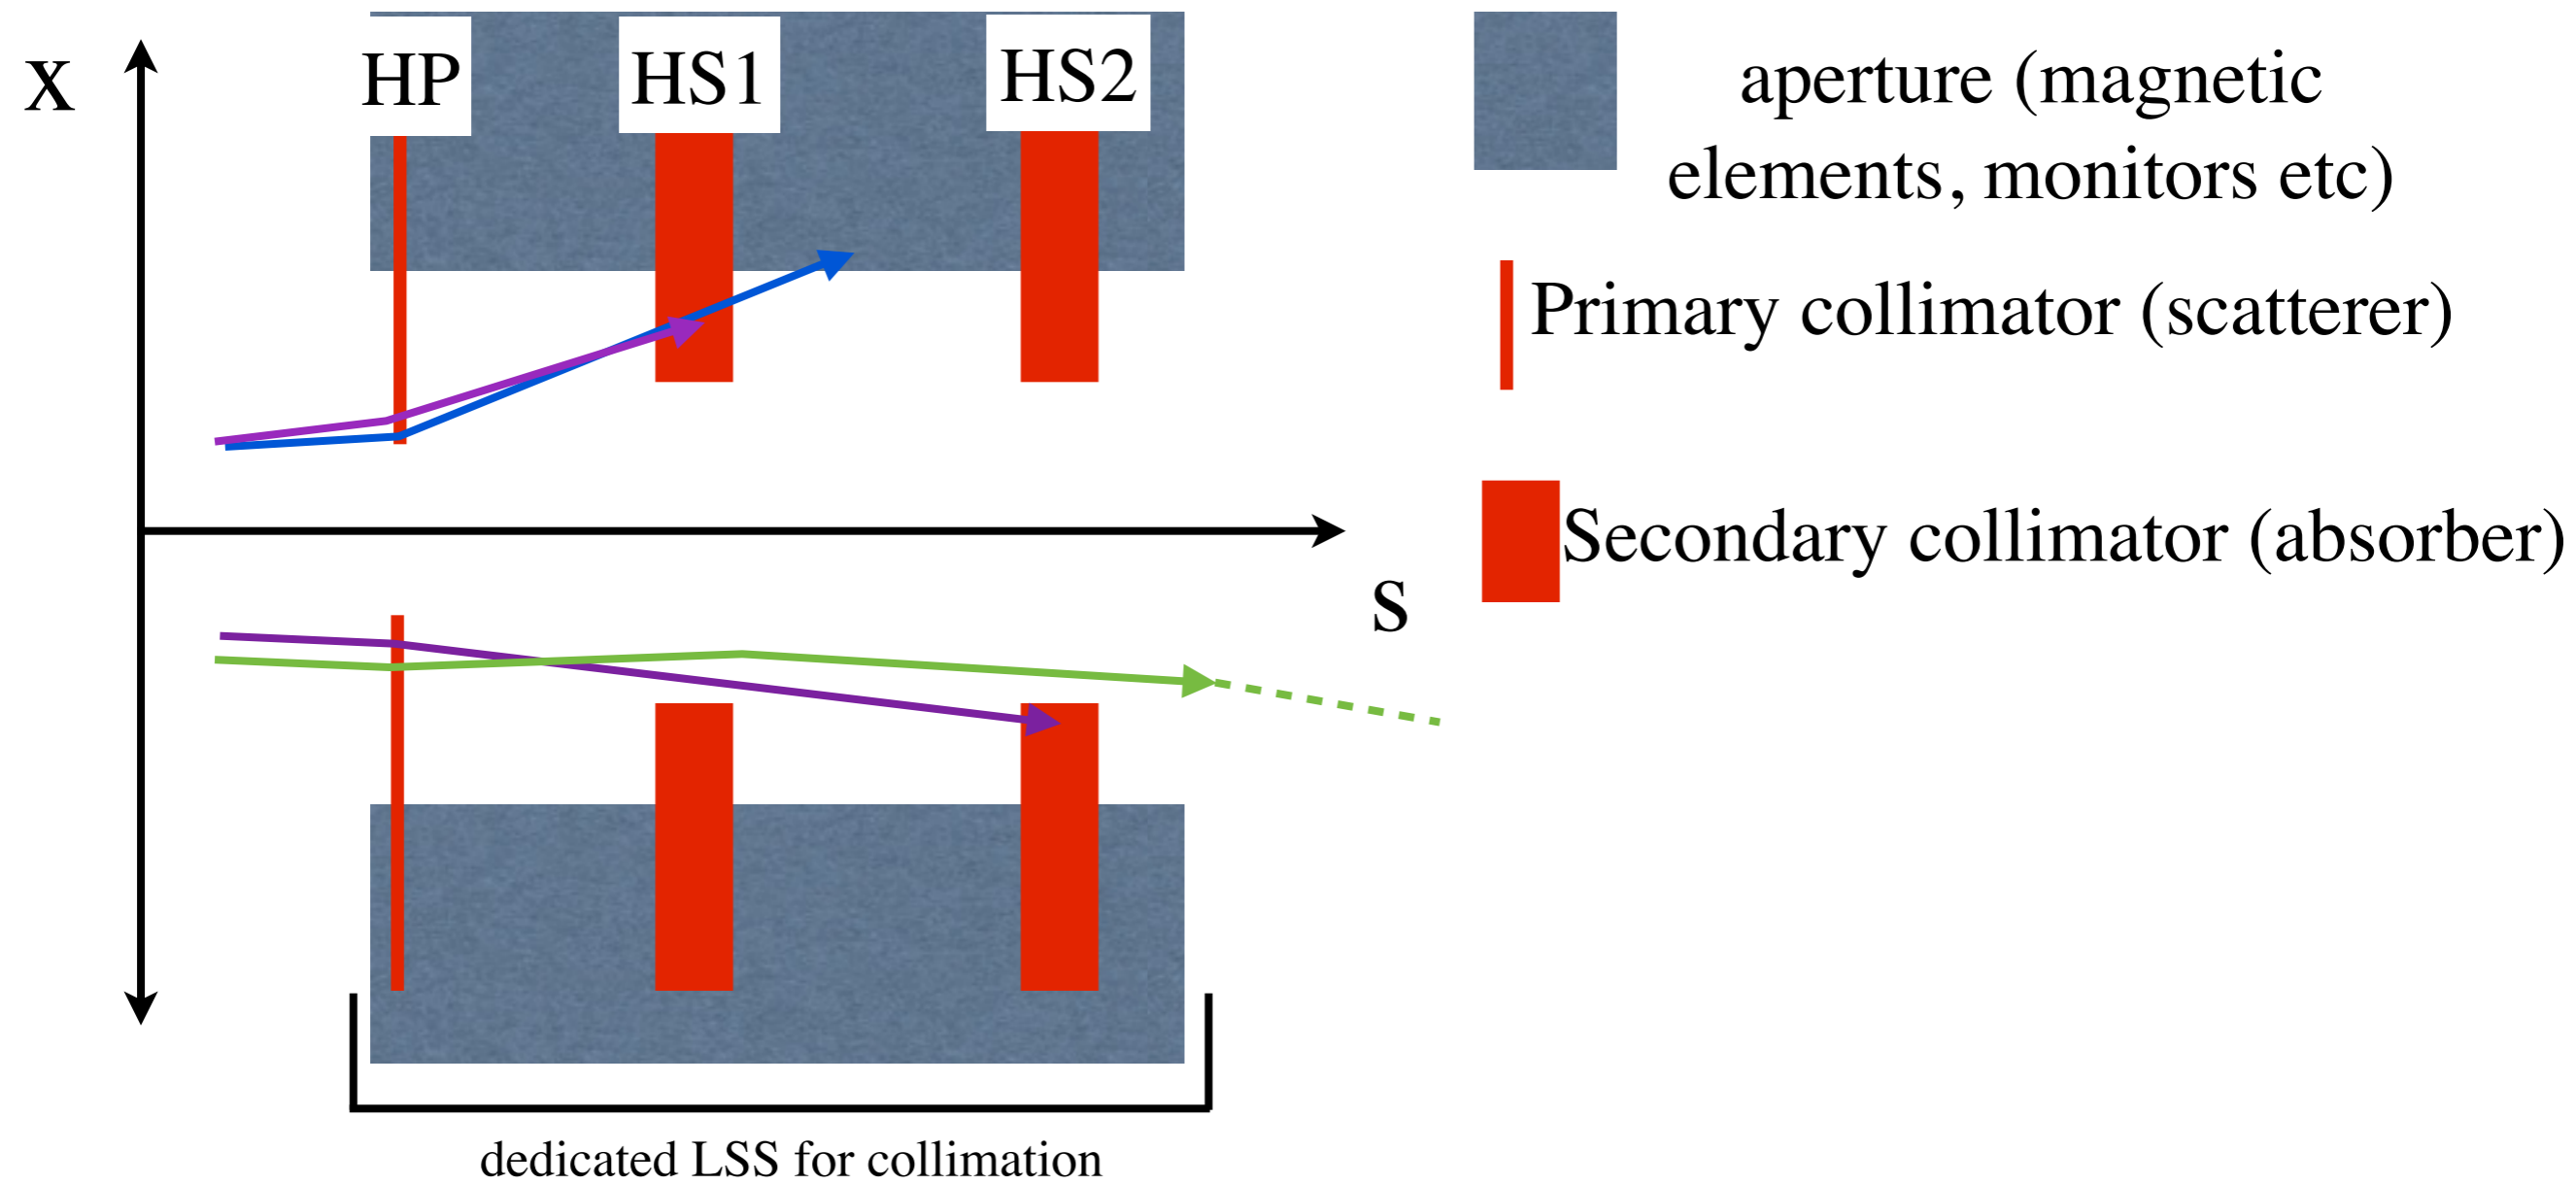 x
HP
HS1
HS2
aperture (magnetic
elements, monitors etc)
Primary collimator (scatterer)
Secondary collimator (absorber)
s
dedicated LSS for collimation